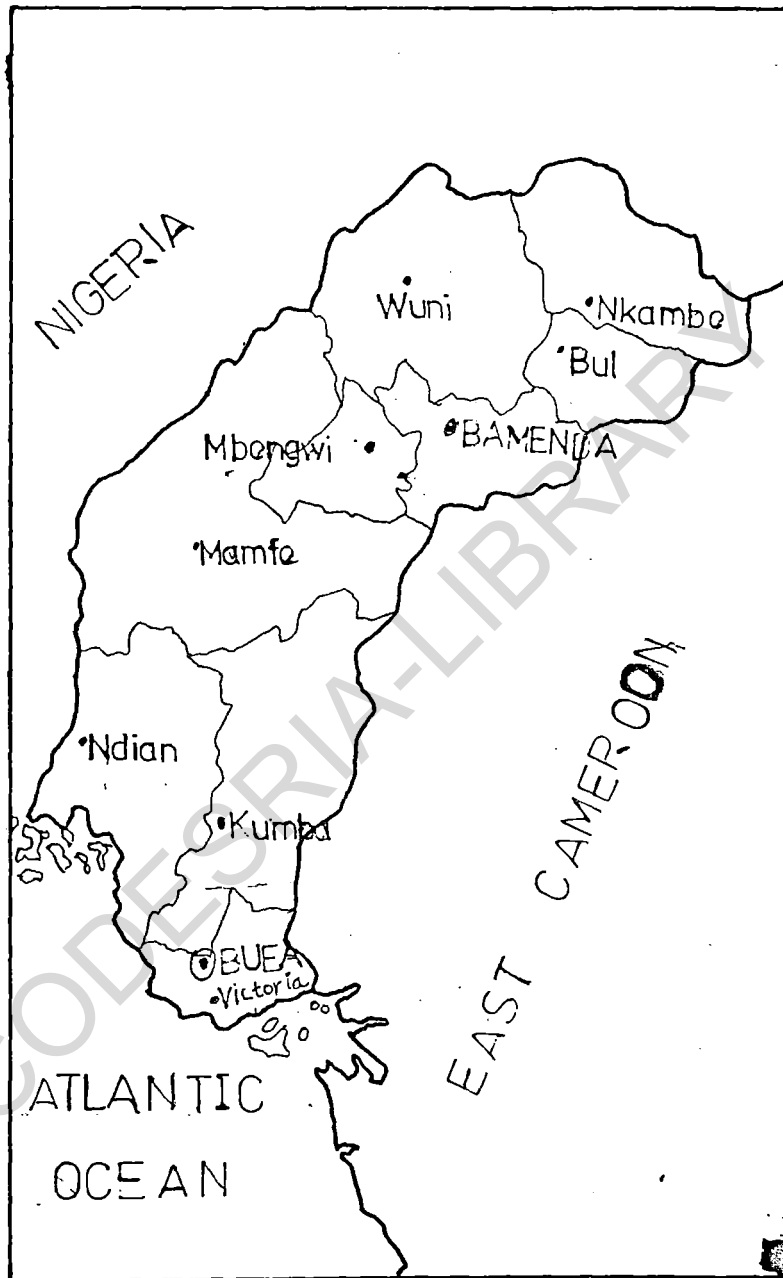 NIGERIA
Wuni
Nkambe
Bul
Mbengwi
BAMENDA
Mamfe
Ndian
Kumba
BUEA
Victoria
EAST CAMEROON
ATLANTIC
OCEAN
CODESRIA-LIBRARY